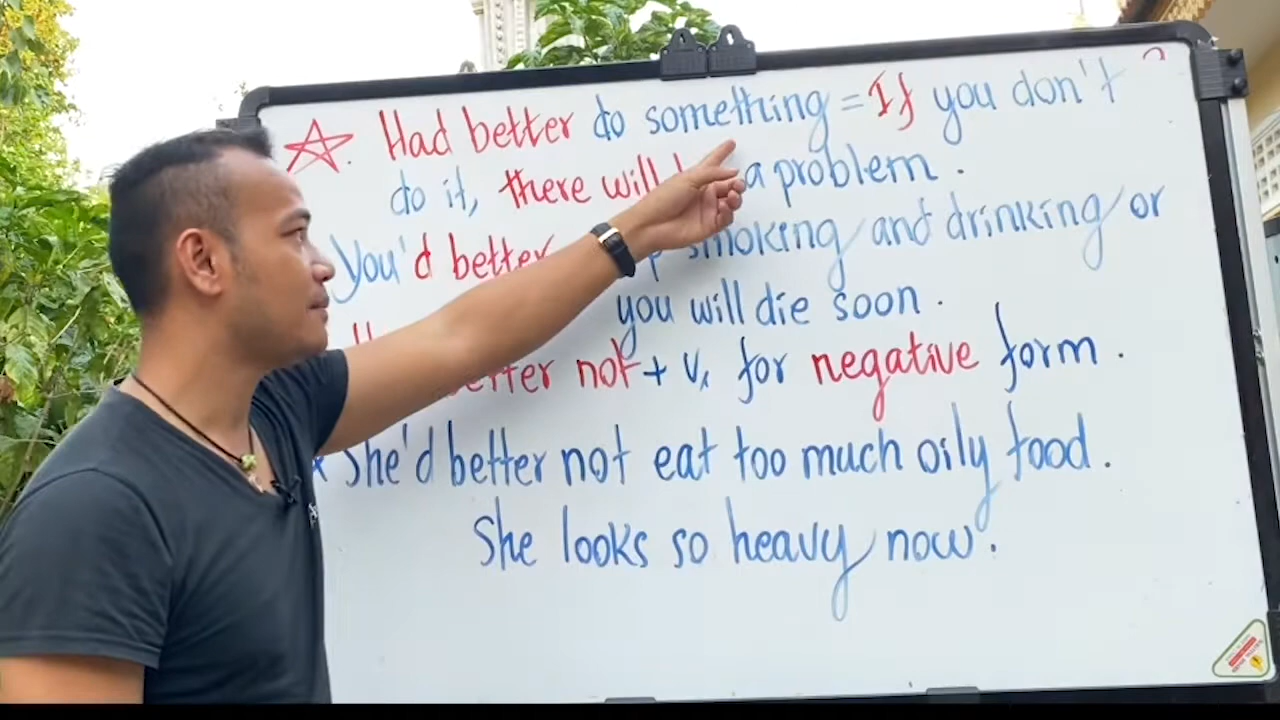 Had better do something = If you don't
do it, there will a problem.
You'd better smoking and drinking or
you will die soon.
better not + V₁ for negative form.
* She'd better not eat too much oily food.
She looks so heavy now.